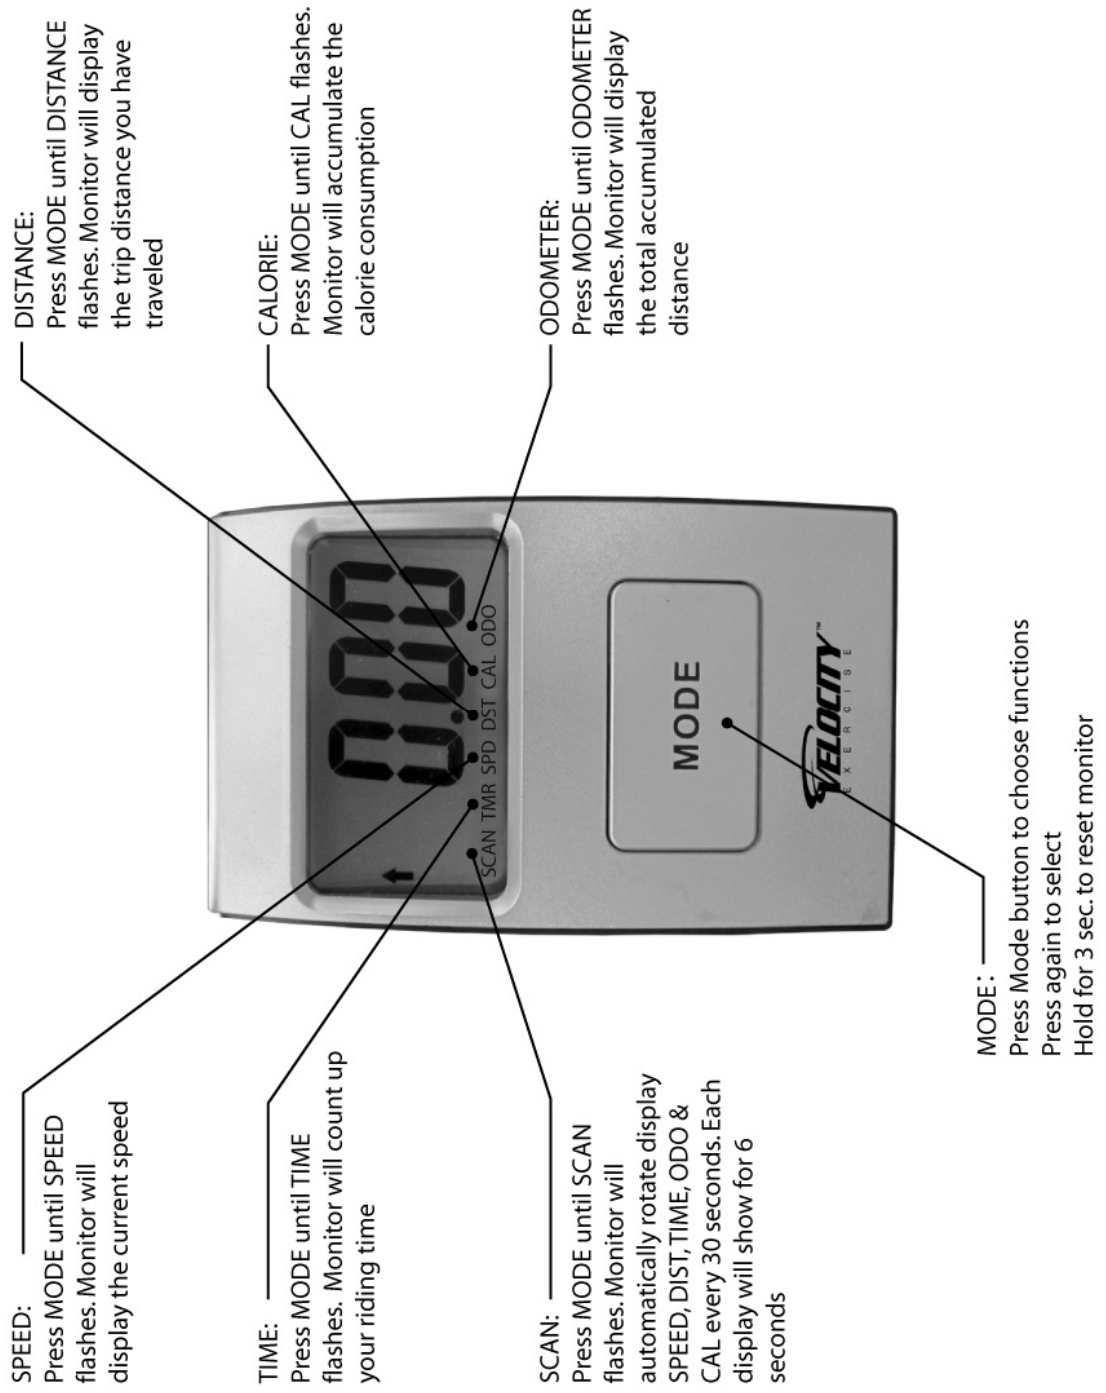 SPEED:
Press MODE until SPEED
flashes. Monitor will
display the current speed
TIME:
Press MODE until TIME
flashes.  Monitor will count up
your riding time
SCAN:
Press MODE until SCAN
flashes. Monitor will
automatically rotate display
SPEED, DIST, TIME, ODO &
CAL every 30 seconds. Each
display will show for 6
seconds
DISTANCE:
Press MODE until DISTANCE
flashes. Monitor will display
the trip distance you have
traveled
CALORIE:
Press MODE until CAL flashes.
Monitor will accumulate the
calorie consumption
ODOMETER:
Press MODE until ODOMETER
flashes. Monitor will display
the total accumulated
distance
0.00
SCAN TMR SPD DST CAL ODO
MODE
VELOCITY™
EXERCISE
MODE:
Press Mode button to choose functions
Press again to select
Hold for 3 sec. to reset monitor